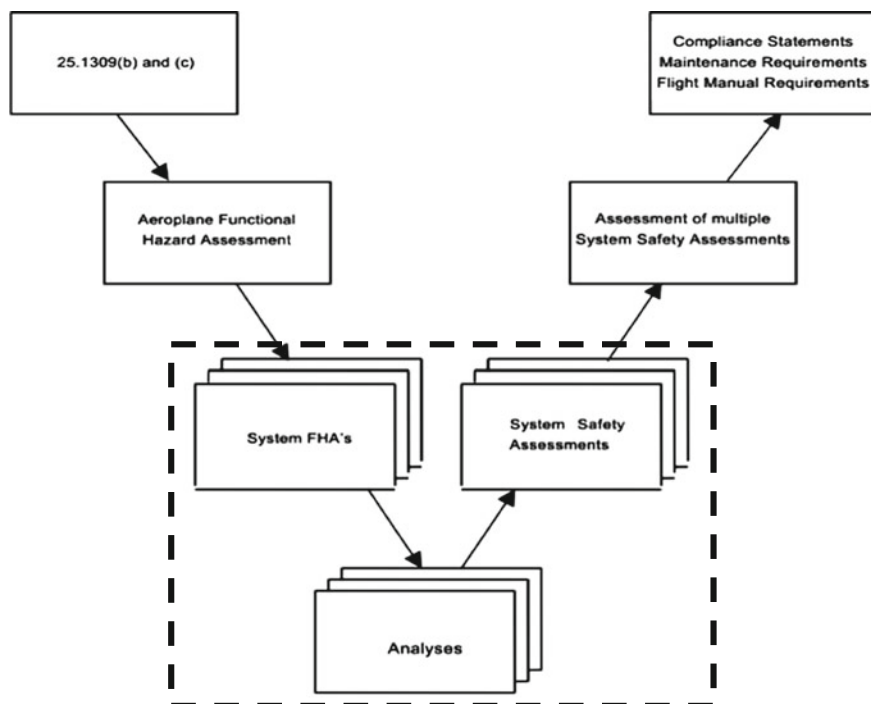 25.1309(b) and (c)
Compliance Statements
Maintenance Requirements
Flight Manual Requirements
Aeroplane Functional
Hazard Assessment
Assessment of multiple
System Safety Assessments
System FHA's
System Safety
Assessments
Analyses